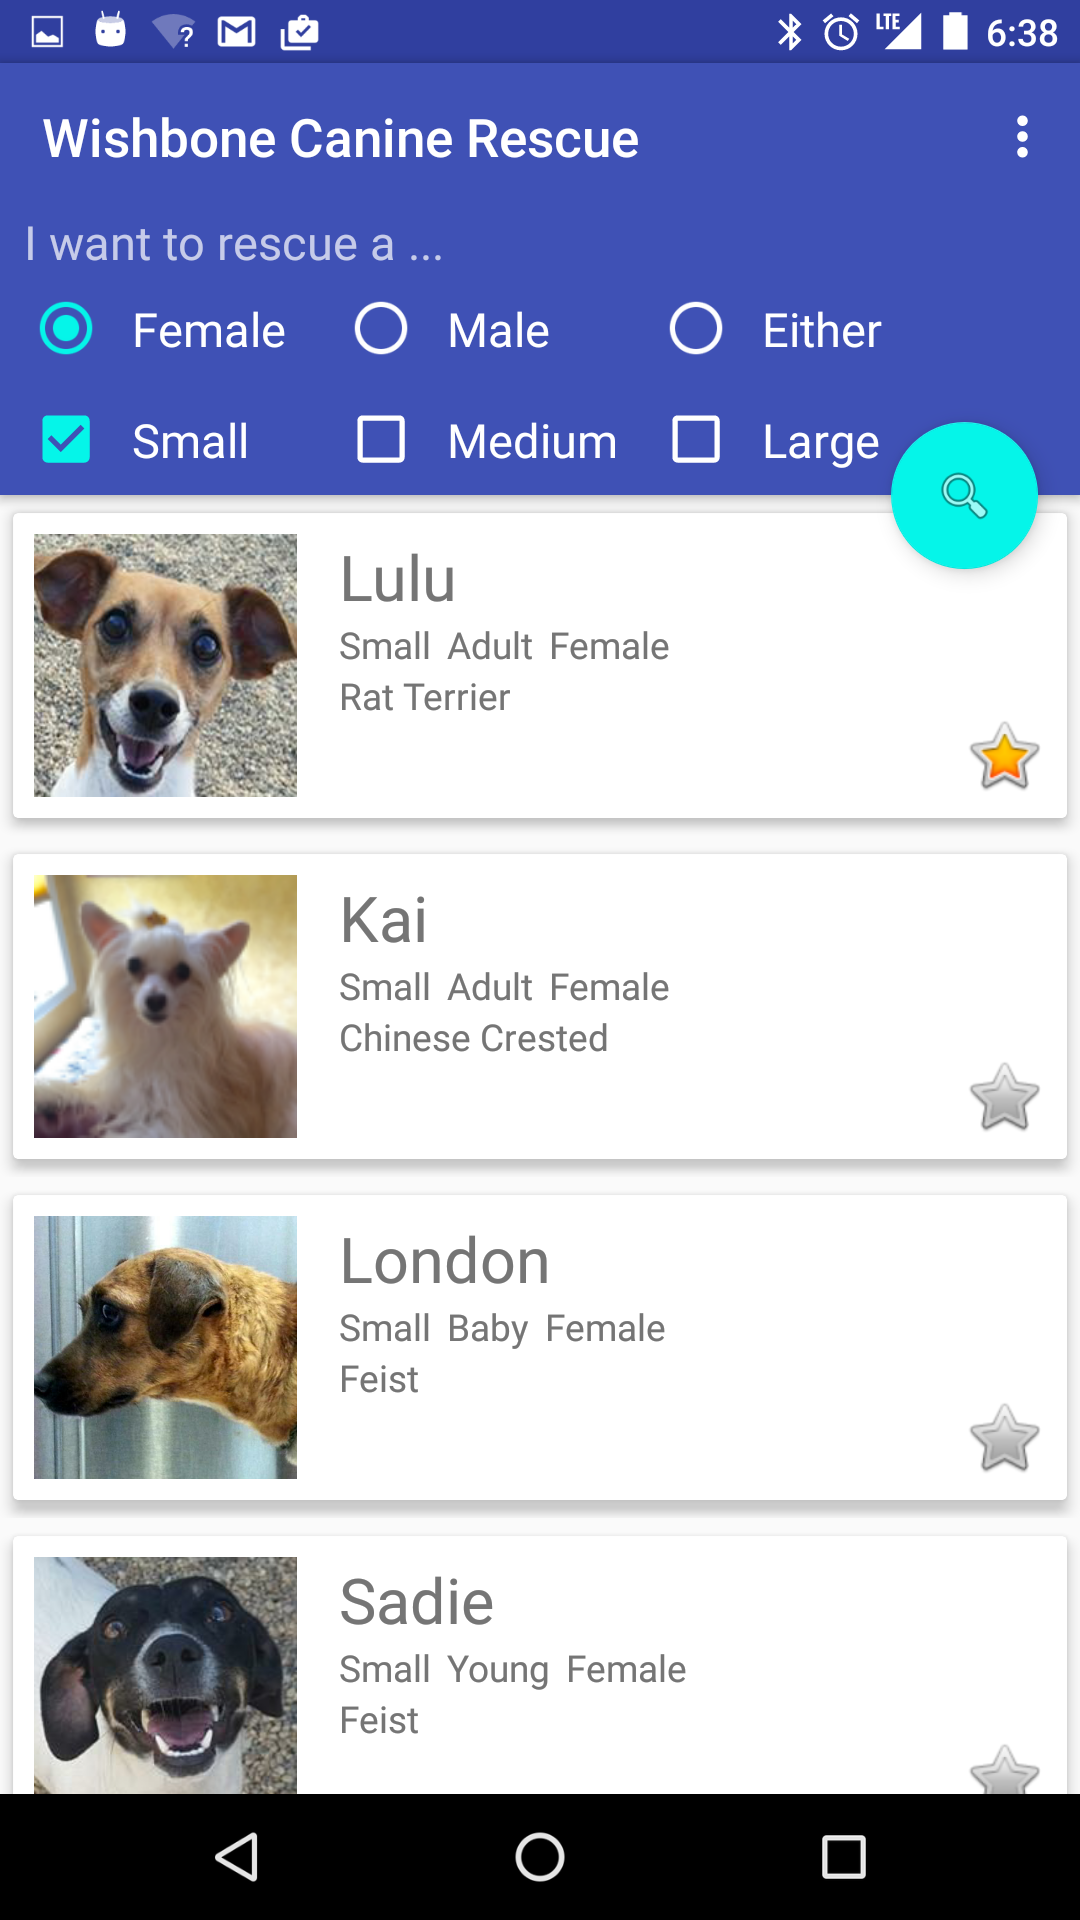 LTE 6:38
Wishbone Canine Rescue
I want to rescue a ...
Female Male Either
Small Medium Large
Lulu
Small Adult Female
Rat Terrier
Kai
Small Adult Female
Chinese Crested
London
Small Baby Female
Feist
Sadie
Small Young Female
Feist